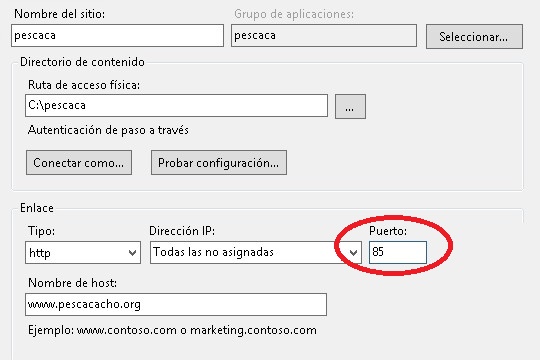 Nombre del sitio: Grupo de aplicaciones:
pescaca pescaca Seleccionar...
Directorio de contenido
Ruta de acceso física:
C:\pescaca ...
Autenticación de paso a través
Conectar como... Probar configuración...
Enlace
Tipo: Dirección IP: Puerto:
http Todas las no asignadas 85
Nombre de host:
www.pescacacho.org
Ejemplo: www.contoso.com o marketing.contoso.com